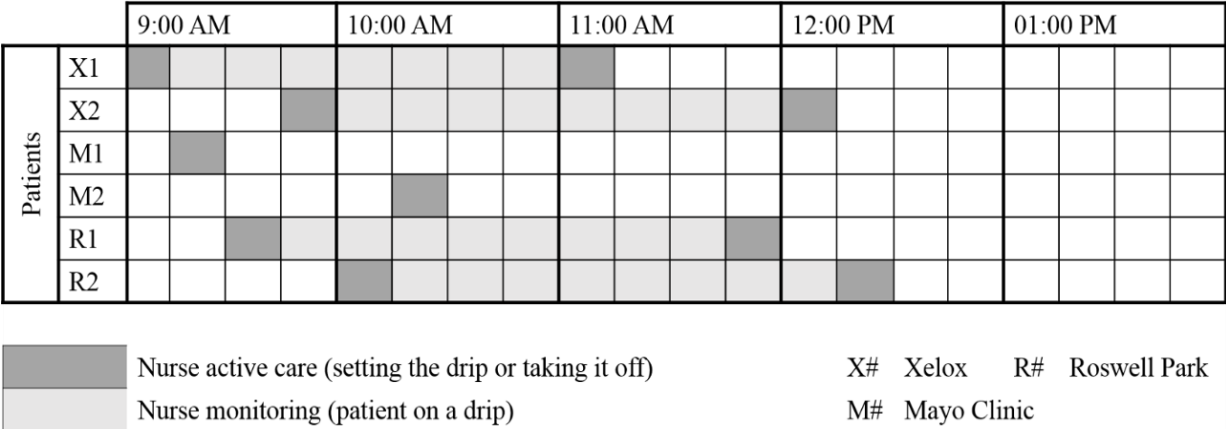 9:00 AM 10:00 AM 11:00 AM 12:00 PM 01:00 PM
Patients
X1
X2
M1
M2
R1
R2
Nurse active care (setting the drip or taking it off) X# Xelox R# Roswell Park
Nurse monitoring (patient on a drip) M# Mayo Clinic